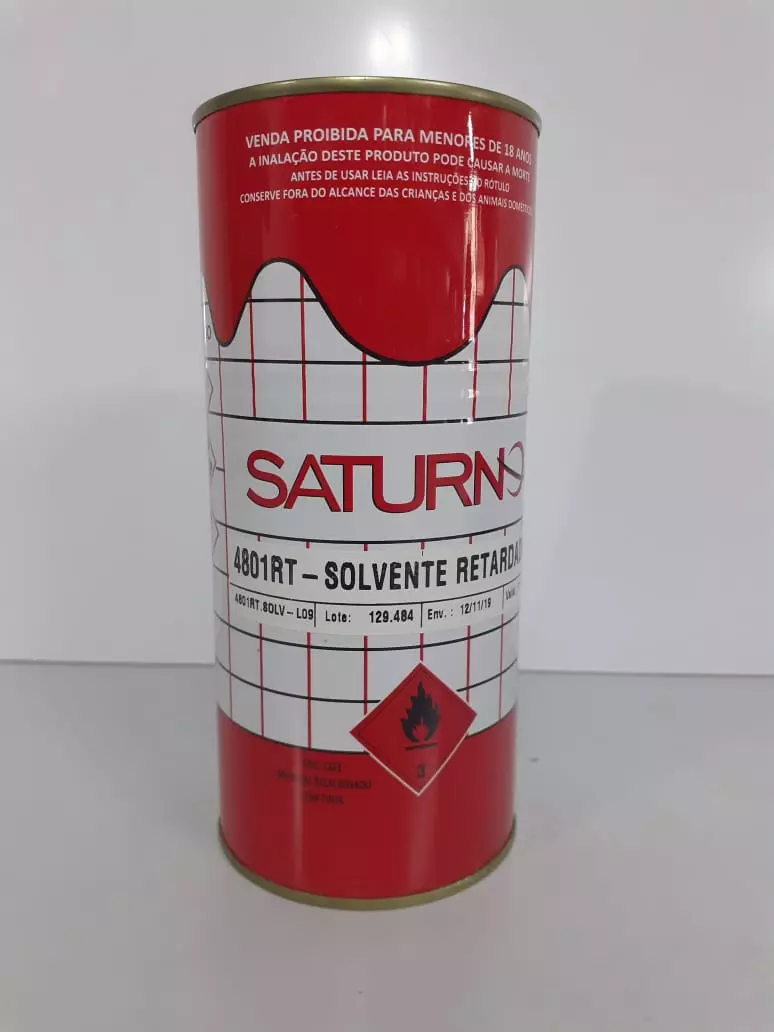 VENDA PROIBIDA PARA MENORES DE 18 ANOS
A INALAÇÃO DESTE PRODUTO PODE CAUSAR A MORTE
ANTES DE USAR LEIA AS INSTRUÇÕES DO RÓTULO
CONSERVE FORA DO ALCANCE DAS CRIANÇAS E DOS ANIMAIS DOMÉSTICOS
SATURNO
4801RT – SOLVENTE RETARDA
4801RT.SOLV – L09 Lote: 129.484 Env. : 12/11/19 Valid
3